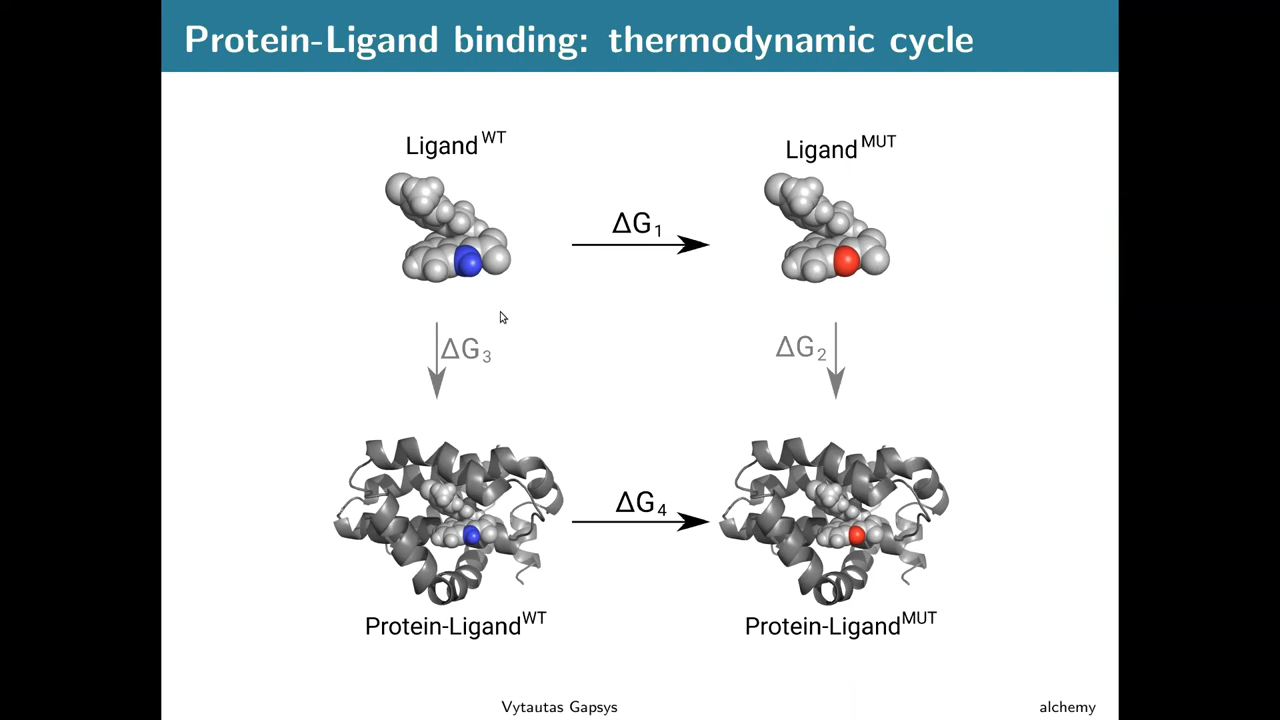 Protein-Ligand binding: thermodynamic cycle
Ligand^WT
Ligand^MUT
ΔG₁
ΔG₃
ΔG₂
ΔG₄
Protein-Ligand^WT
Protein-Ligand^MUT
Vytautas Gapsys
alchemy